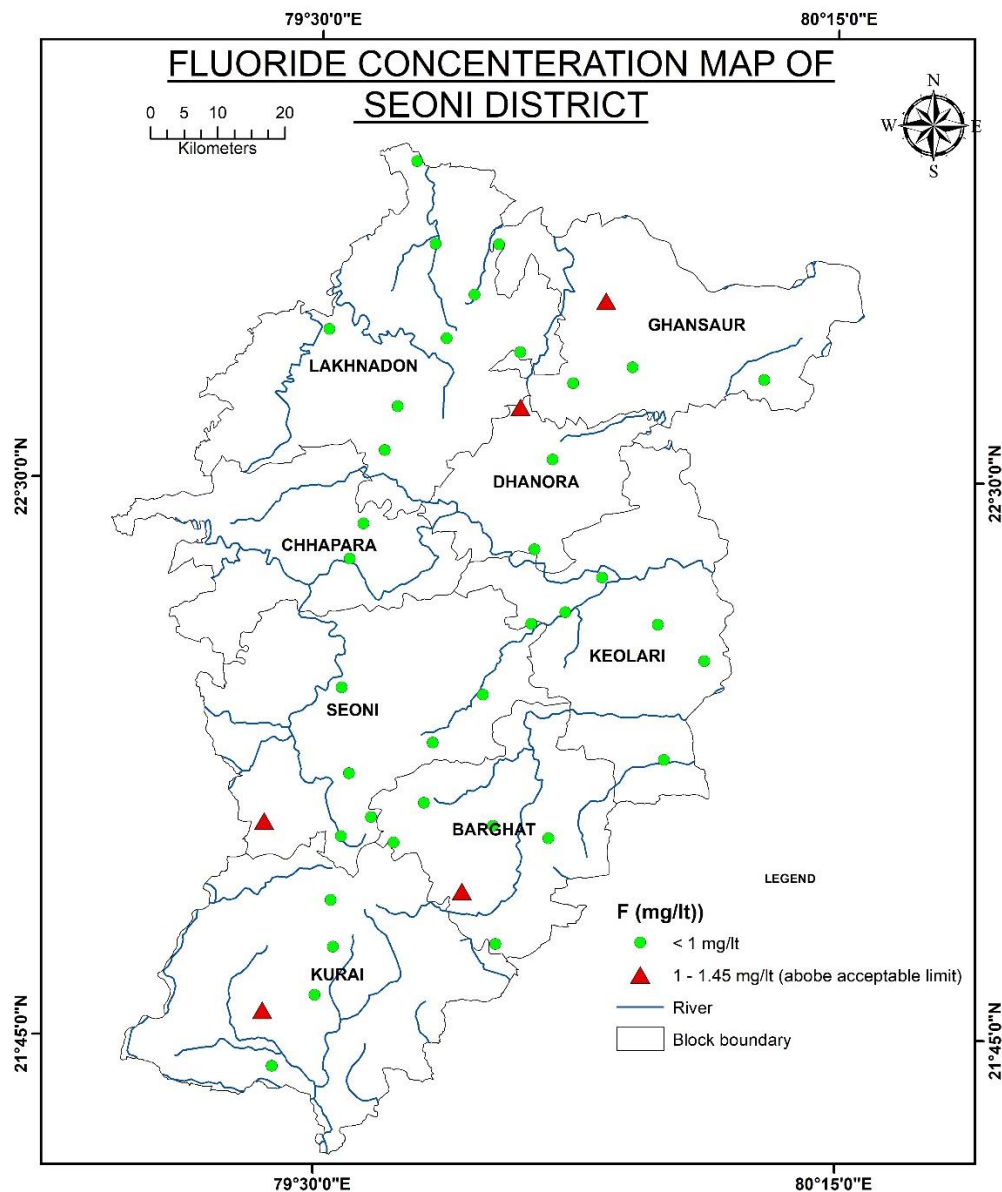 79°30'0"E
80°15'0"E
FLUORIDE CONCENTERATION MAP OF
SEONI DISTRICT
0 5 10 20
Kilometers
N
W E
S
GHANSAUR
LAKHNADON
22°30'0"N
22°30'0"N
DHANORA
CHHAPARA
KEOLARI
SEONI
BARGHAT
LEGEND
F (mg/lt))
< 1 mg/lt
KURAI
1 - 1.45 mg/lt (abobe acceptable limit)
River
21°45'0"N
21°45'0"N
Block boundary
79°30'0"E
80°15'0"E